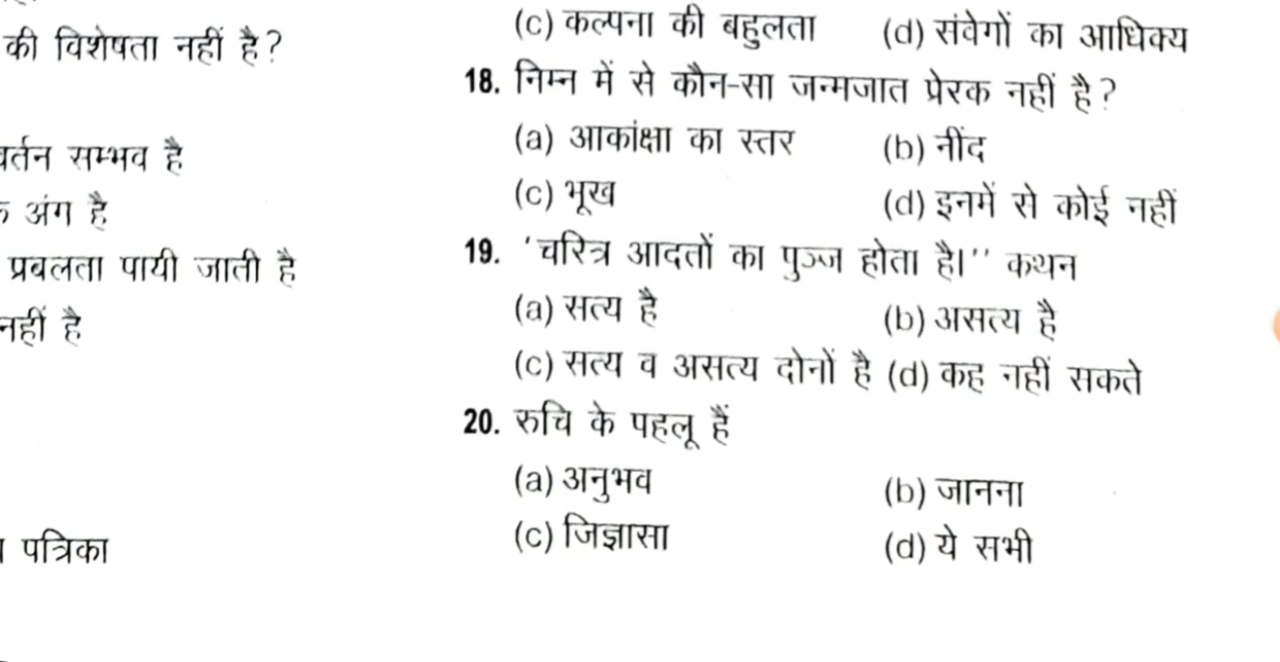 की विशेषता नहीं है?
सम्भव है
अंग है
प्रबलता पायी जाती है
नहीं है
पत्रिका
(c) कल्पना की बहुलता (d) संवेगों का आधिक्य
18. निम्न में से कौन-सा जन्मजात प्रेरक नहीं है?
(a) आकांक्षा का स्तर (b) नींद
(c) भूख (d) इनमें से कोई नहीं
19. ‘चरित्र आदतों का पुञ्ज होता है।’’ कथन
(a) सत्य है (b) असत्य है
(c) सत्य व असत्य दोनों है (d) कह नहीं सकते
20. रुचि के पहलू हैं
(a) अनुभव (b) जानना
(c) जिज्ञासा (d) ये सभी